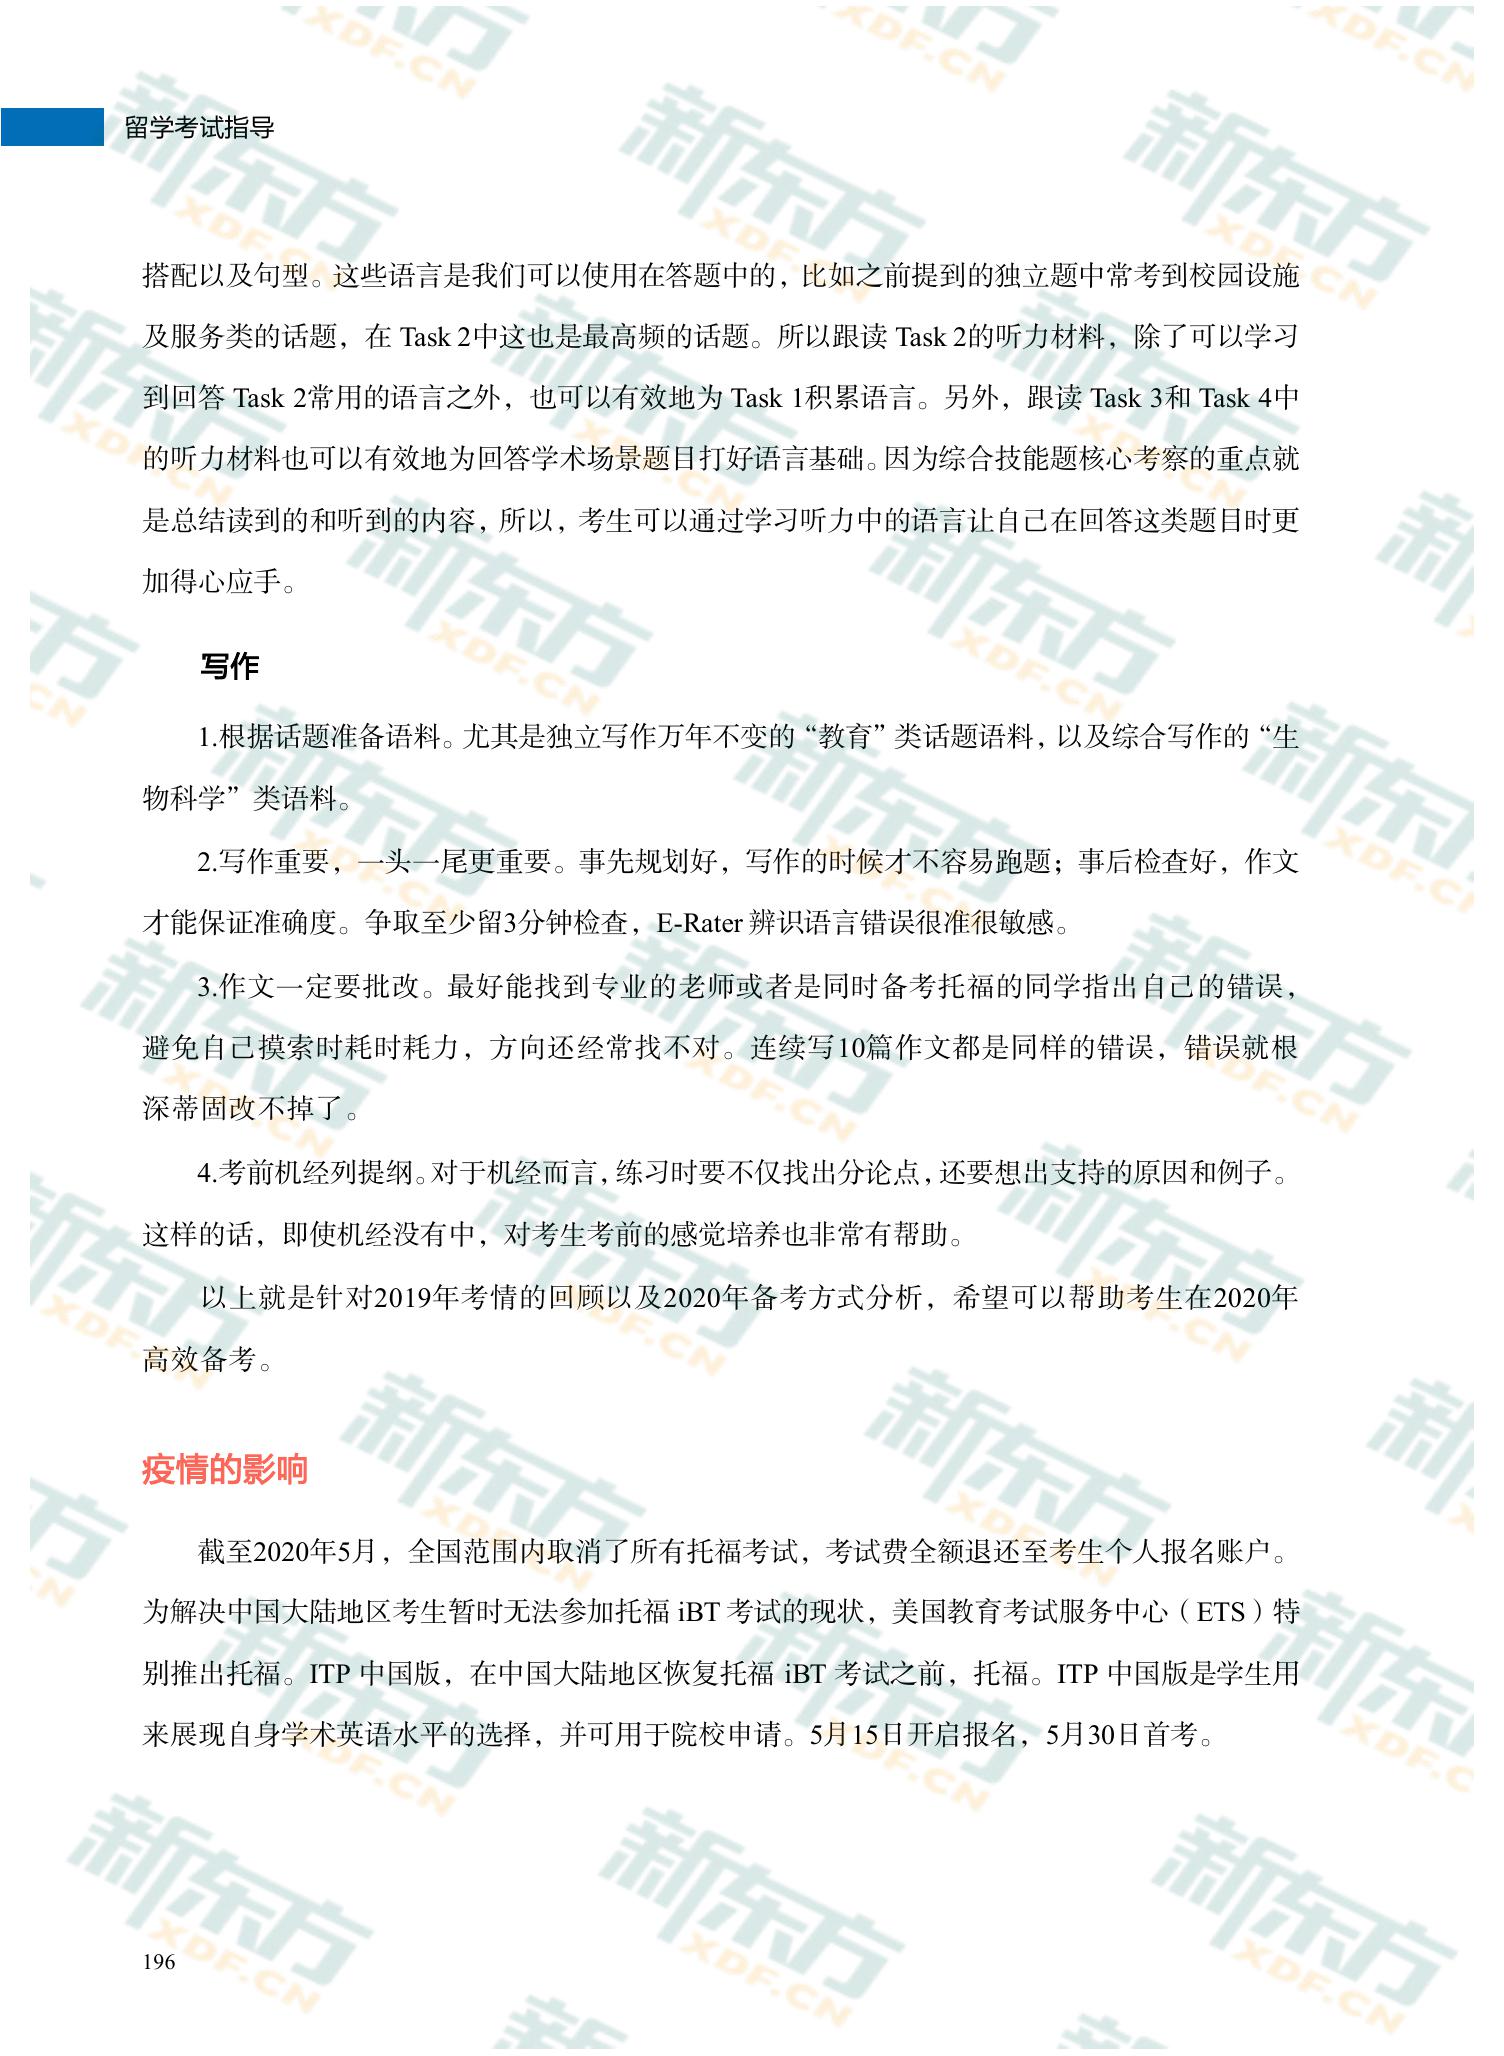 留学考试指导
搭配以及句型。这些语言是我们可以使用在答题中的，比如之前提到的独立题中常考到校园设施
及服务类的话题，在 Task 2中这也是最高频的话题。所以跟读 Task 2的听力材料，除了可以学习
到回答 Task 2常用的语言之外，也可以有效地为 Task 1积累语言。另外，跟读 Task 3和 Task 4中
的听力材料也可以有效地为回答学术场景题目打好语言基础。因为综合技能题核心考察的重点就
是总结读到的和听到的内容，所以，考生可以通过学习听力中的语言让自己在回答这类题目时更
加得心应手。
写作
1.根据话题准备语料。尤其是独立写作万年不变的“教育”类话题语料，以及综合写作的“生
物科学”类语料。
2.写作重要，一头一尾更重要。事先规划好，写作的时候才不容易跑题；事后检查好，作文
才能保证准确度。争取至少留3分钟检查，E-Rater 辨识语言错误很准很敏感。
3.作文一定要批改。最好能找到专业的老师或者是同时备考托福的同学指出自己的错误，
避免自己摸索时耗时耗力，方向还经常找不对。连续写10篇作文都是同样的错误，错误就根
深蒂固改不掉了。
4.考前机经列提纲。对于机经而言，练习时要不仅找出分论点，还要想出支持的原因和例子。
这样的话，即使机经没有中，对考生考前的感觉培养也非常有帮助。
以上就是针对2019年考情的回顾以及2020年备考方式分析，希望可以帮助考生在2020年
高效备考。
疫情的影响
截至2020年5月，全国范围内取消了所有托福考试，考试费全额退还至考生个人报名账户。
为解决中国大陆地区考生暂时无法参加托福 iBT 考试的现状，美国教育考试服务中心（ETS）特
别推出托福。ITP 中国版，在中国大陆地区恢复托福 iBT 考试之前，托福。ITP 中国版是学生用
来展现自身学术英语水平的选择，并可用于院校申请。5月15日开启报名，5月30日首考。
196
新东方
XDF.CN